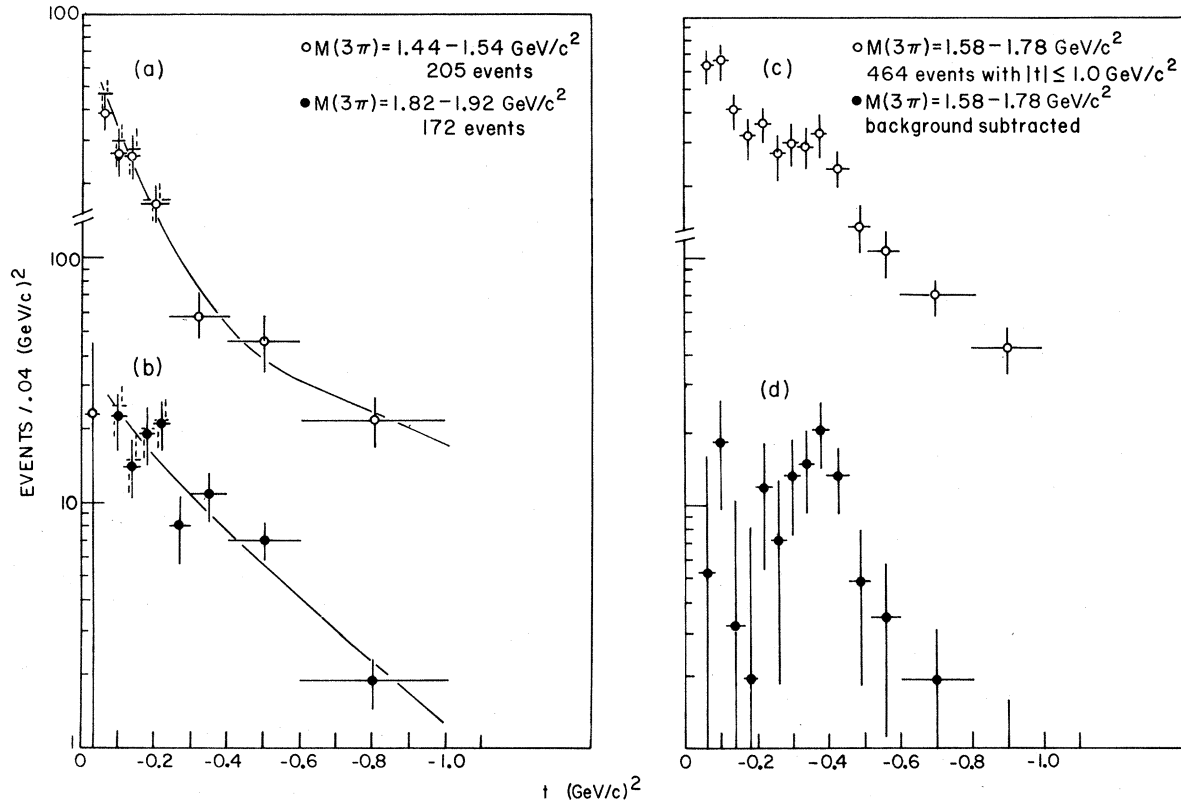 100
(a)
M(3π)=1.44–1.54 GeV/c²
205 events
M(3π)=1.82–1.92 GeV/c²
172 events
100
(b)
10
1
EVENTS/.04 (GeV/c)²
0 -0.2 -0.4 -0.6 -0.8 -1.0
(c)
M(3π)=1.58–1.78 GeV/c²
464 events with |t| ≤ 1.0 GeV/c²
M(3π)=1.58–1.78 GeV/c²
background subtracted
(d)
0 -0.2 -0.4 -0.6 -0.8 -1.0
t (GeV/c)²